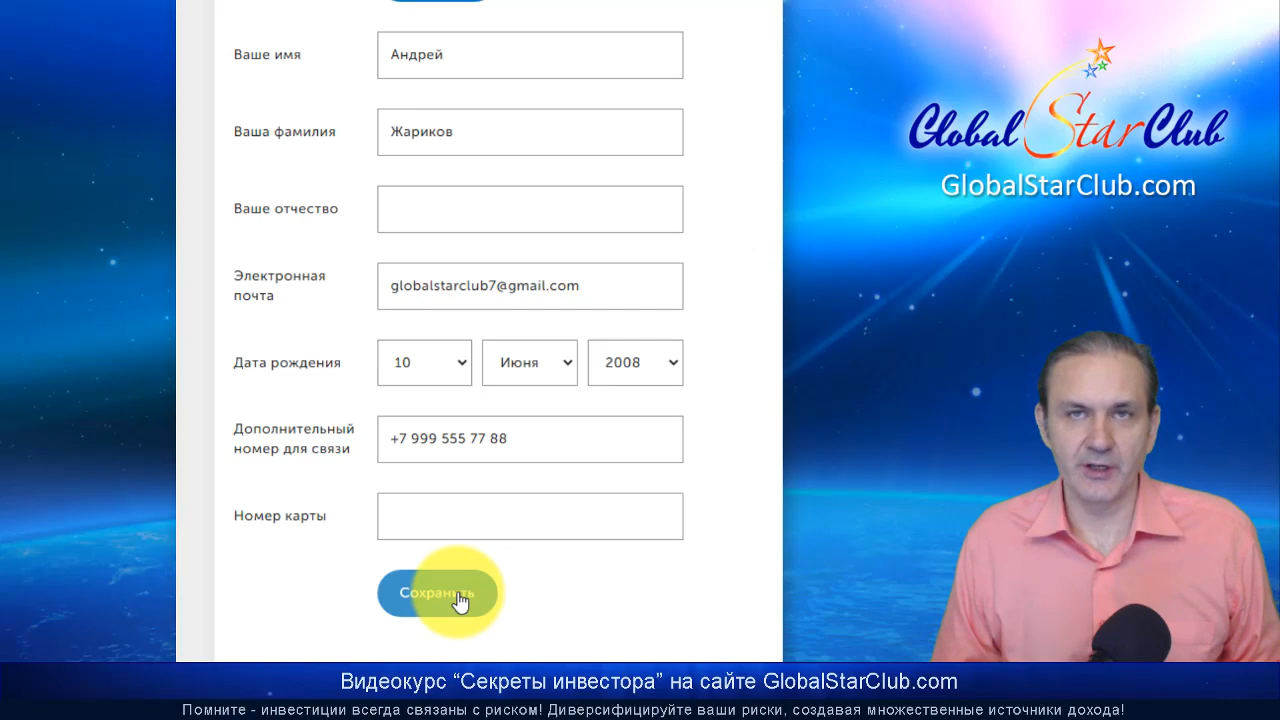 Ваше имя
Андрей
Ваша фамилия
Жариков
Ваше отчество
Электронная
почта
globalstarclub7@gmail.com
Дата рождения
10
Июня
2008
Дополнительный
номер для связи
+7 999 555 77 88
Номер карты
Сохранить
Global Star Club
GlobalStarClub.com
Видеокурс “Секреты инвестора” на сайте GlobalStarClub.com
Помните - инвестиции всегда связаны с риском! Диверсифицируйте ваши риски, создавая множественные источники дохода!